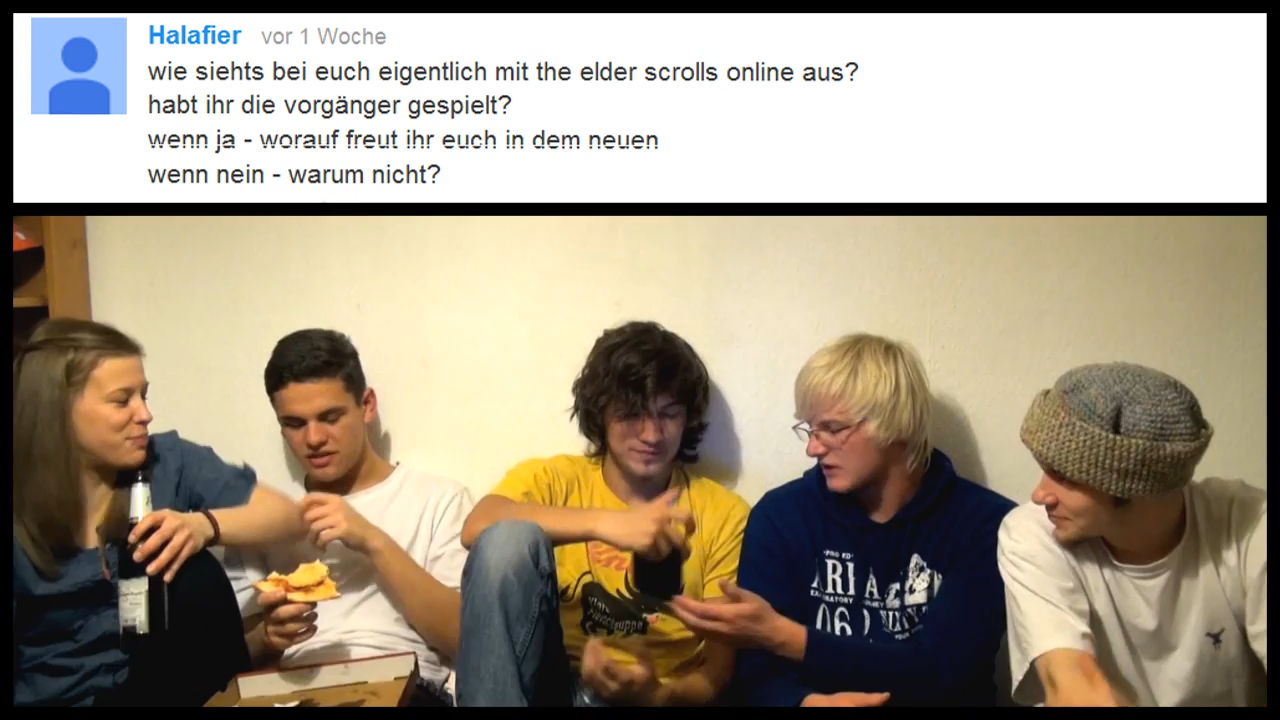 Halafier vor 1 Woche
wie siehts bei euch eigentlich mit the elder scrolls online aus?
habt ihr die vorgänger gespielt?
wenn ja - worauf freut ihr euch in dem neuen
wenn nein - warum nicht?
06